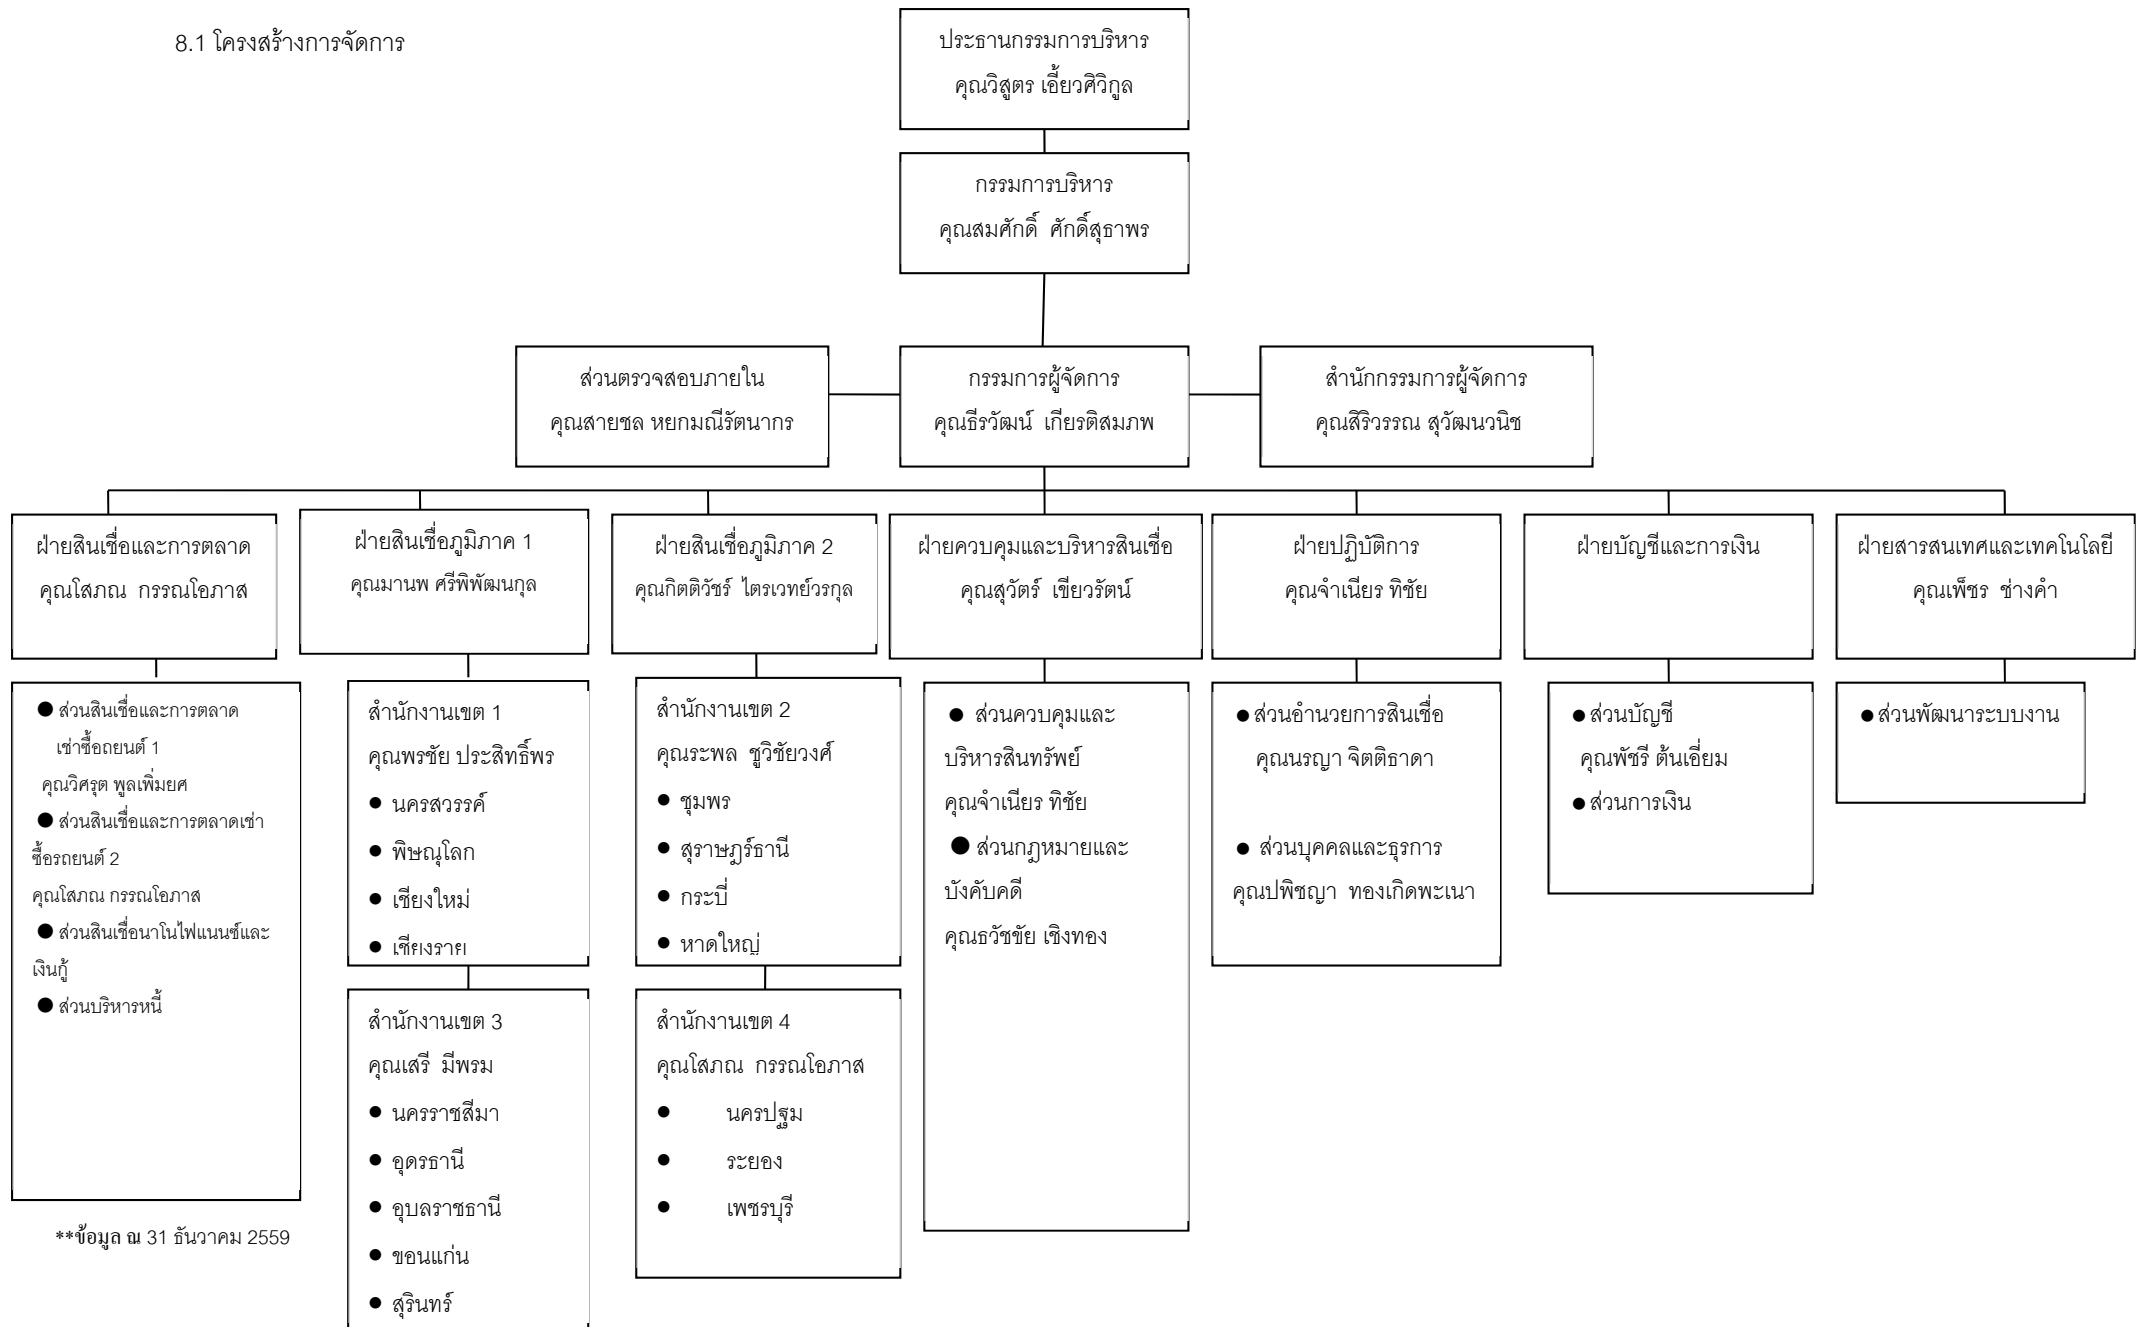 8.1 โครงสร้างการจัดการ
ประธานกรรมการบริหาร
คุณวิสูตร เอี้ยวศิวิกูล
กรรมการบริหาร
คุณสมศักดิ์ ศักดิ์สุธาพร
ส่วนตรวจสอบภายใน
คุณสายชล หยกมณีรัตนากร
กรรมการผู้จัดการ
คุณธีรวัฒน์ เกียรติสมภพ
สำนักกรรมการผู้จัดการ
คุณสิริวรรณ สุวัฒนวนิช
ฝ่ายสินเชื่อและการตลาด
คุณโสภณ กรรณโอภาส
ฝ่ายสินเชื่อภูมิภาค 1
คุณมานพ ศรีพิพัฒนกุล
ฝ่ายสินเชื่อภูมิภาค 2
คุณกิตติวัชร์ ไตรเวทย์วรกุล
ฝ่ายควบคุมและบริหารสินเชื่อ
คุณสุวัตร์ เขียวรัตน์
ฝ่ายปฏิบัติการ
คุณจำเนียร ทิชัย
ฝ่ายบัญชีและการเงิน
ฝ่ายสารสนเทศและเทคโนโลยี
คุณเพ็ชร ช่างคำ
● ส่วนสินเชื่อและการตลาด
เช่าซื้อถยนต์ 1
คุณวิศรุต พูลเพิ่มยศ
● ส่วนสินเชื่อและการตลาดเช่า
ซื้อรถยนต์ 2
คุณโสภณ กรรณโอภาส
● ส่วนสินเชื่อนาโนไฟแนนซ์และ
เงินกู้
● ส่วนบริหารหนี้
สำนักงานเขต 1
คุณพรชัย ประสิทธิ์พร
● นครสวรรค์
● พิษณุโลก
● เชียงใหม่
● เชียงราย
สำนักงานเขต 3
คุณเสรี มีพรม
● นครราชสีมา
● อุดรธานี
● อุบลราชธานี
● ขอนแก่น
● สุรินทร์
สำนักงานเขต 2
คุณระพล ชูวิชัยวงศ์
● ชุมพร
● สุราษฎร์ธานี
● กระบี่
● หาดใหญ่
สำนักงานเขต 4
คุณโสภณ กรรณโอภาส
● นครปฐม
● ระยอง
● เพชรบุรี
● ส่วนควบคุมและ
บริหารสินทรัพย์
คุณจำเนียร ทิชัย
● ส่วนกฎหมายและ
บังคับคดี
คุณธวัชชัย เชิงทอง
● ส่วนอำนวยการสินเชื่อ
คุณนรญา จิตติธาดา
● ส่วนบุคคลและธุรการ
คุณปพิชญา ทองเกิดพะเนา
● ส่วนบัญชี
คุณพัชรี ต้นเอี่ยม
● ส่วนการเงิน
● ส่วนพัฒนาระบบงาน
**ข้อมูล ณ 31 ธันวาคม 2559